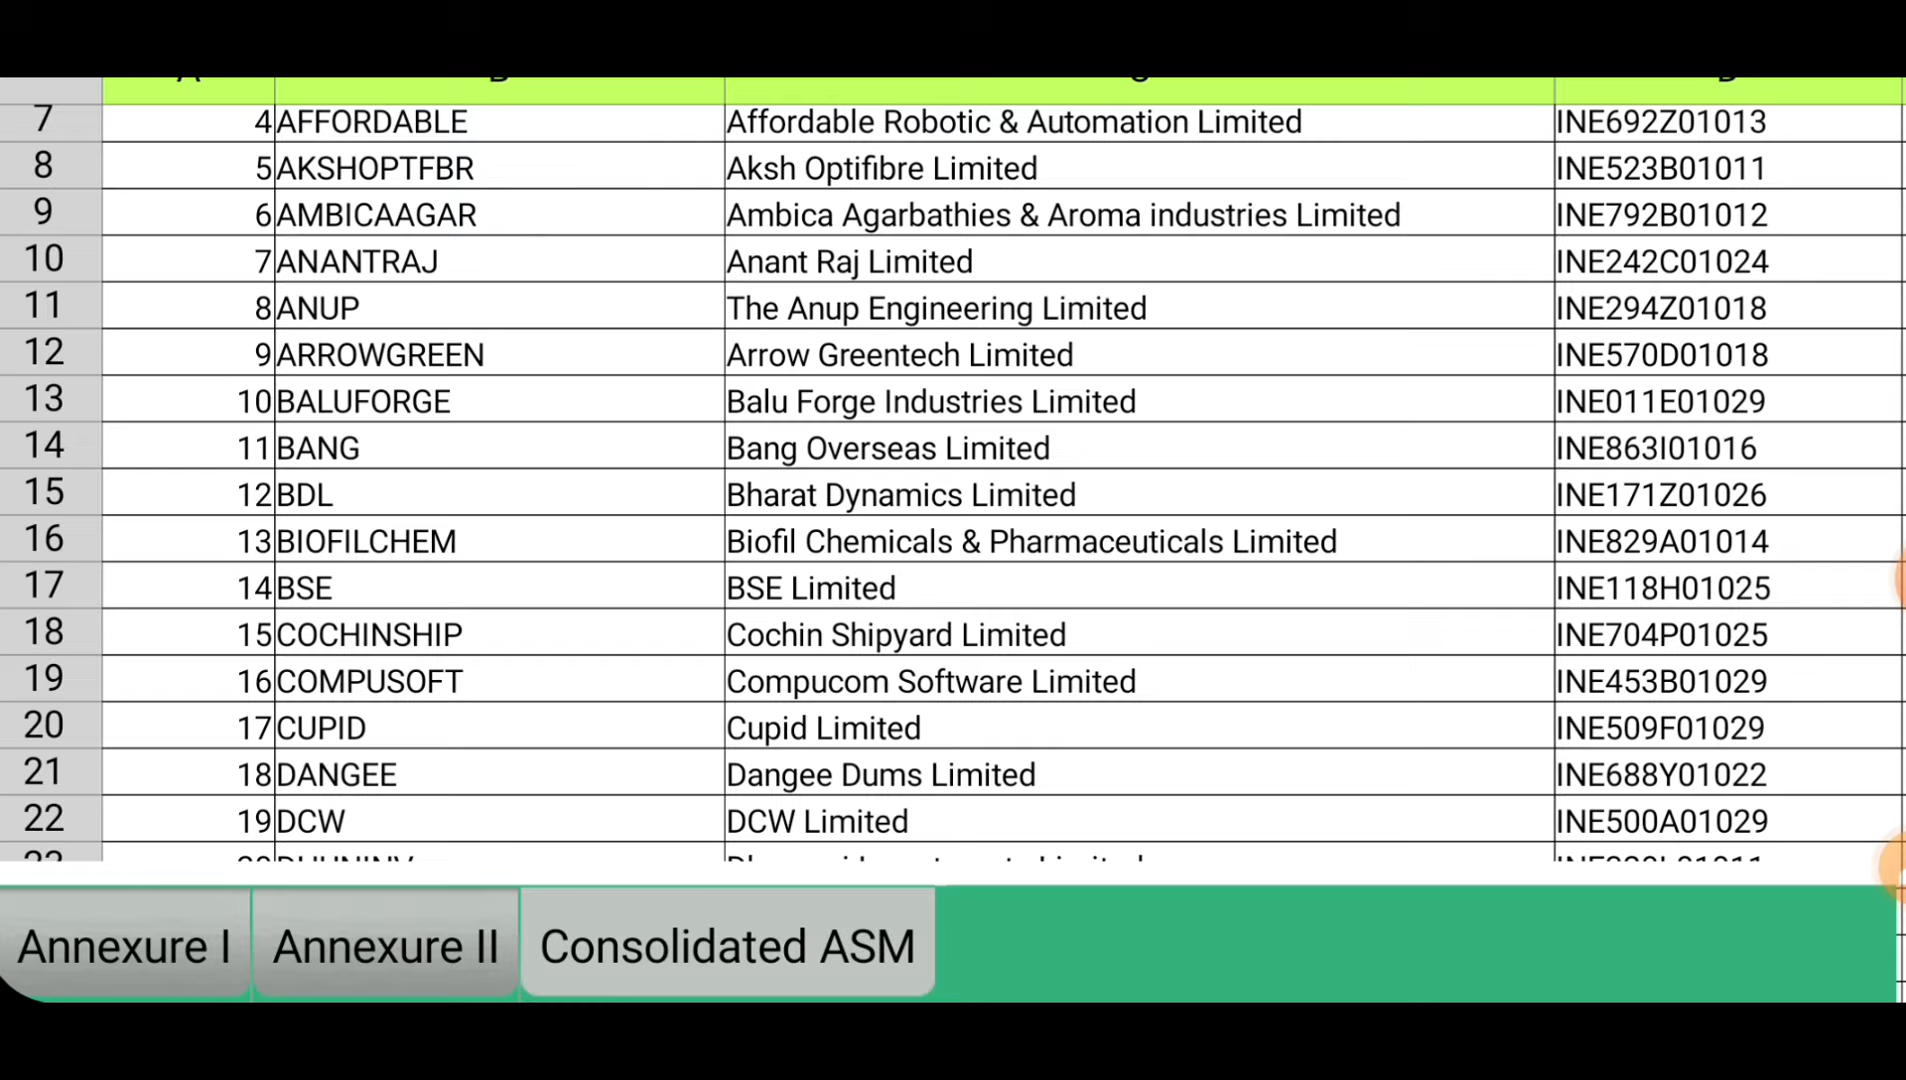 7 4 AFFORDABLE Affordable Robotic & Automation Limited INE692Z01013
8 5 AKSHOPTFBR Aksh Optifibre Limited INE523B01011
9 6 AMBICAAGAR Ambica Agarbathies & Aroma industries Limited INE792B01012
10 7 ANANTRAJ Anant Raj Limited INE242C01024
11 8 ANUP The Anup Engineering Limited INE294Z01018
12 9 ARROWGREEN Arrow Greentech Limited INE570D01018
13 10 BALUFORGE Balu Forge Industries Limited INE011E01029
14 11 BANG Bang Overseas Limited INE863I01016
15 12 BDL Bharat Dynamics Limited INE171Z01026
16 13 BIOFILCHEM Biofil Chemicals & Pharmaceuticals Limited INE829A01014
17 14 BSE BSE Limited INE118H01025
18 15 COCHINSHIP Cochin Shipyard Limited INE704P01025
19 16 COMPUSOFT Compucom Software Limited INE453B01029
20 17 CUPID Cupid Limited INE509F01029
21 18 DANGEE Dangee Dums Limited INE688Y01022
22 19 DCW DCW Limited INE500A01029
Annexure I Annexure II Consolidated ASM